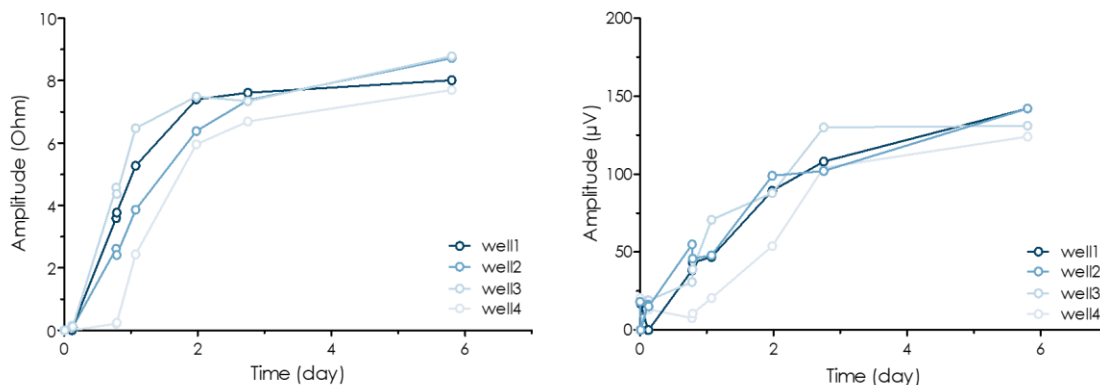 10
8
6
4
2
0
Amplitude (Ohm)
0 2 4 6
Time (day)
well1
well2
well3
well4
200
150
100
50
0
Amplitude (µV)
0 2 4 6
Time (day)
well1
well2
well3
well4